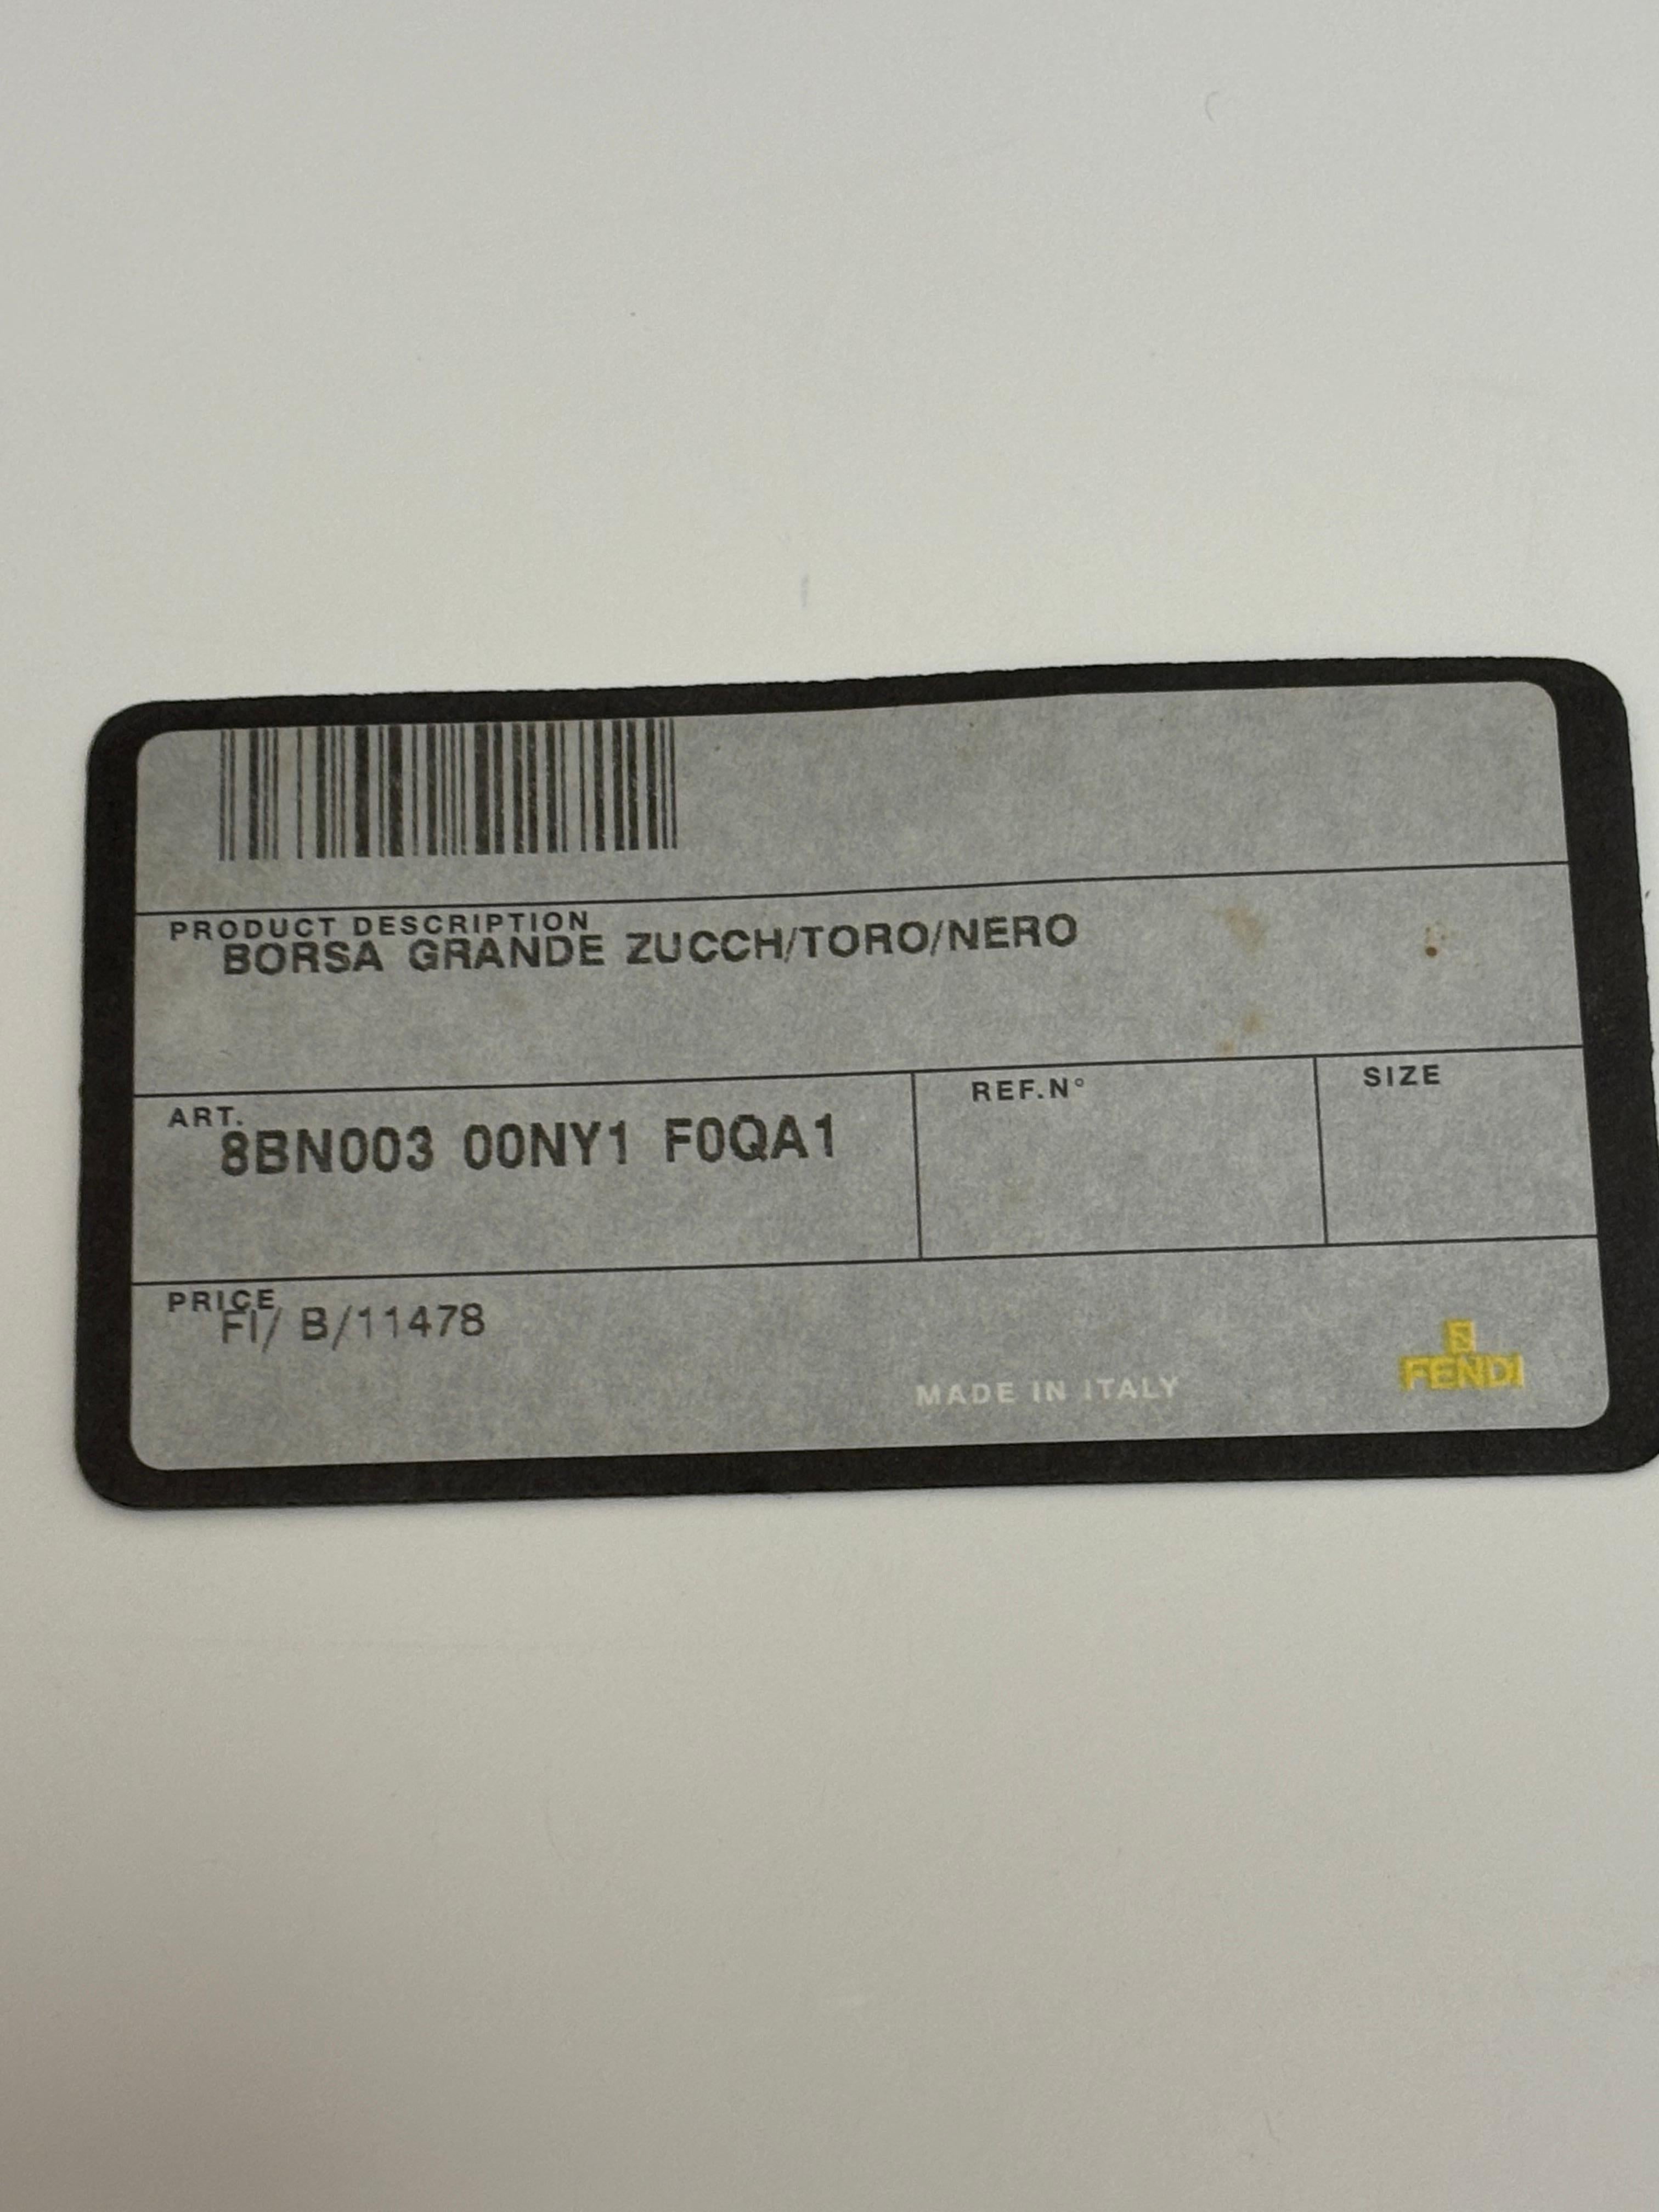 PRODUCT DESCRIPTION
BORSA GRANDE ZUCCH/TORO/NERO
ART.
8BN003 00NY1 F0QA1
REF.N°
SIZE
PRICE
FI/ B/11478
MADE IN ITALY
FENDI